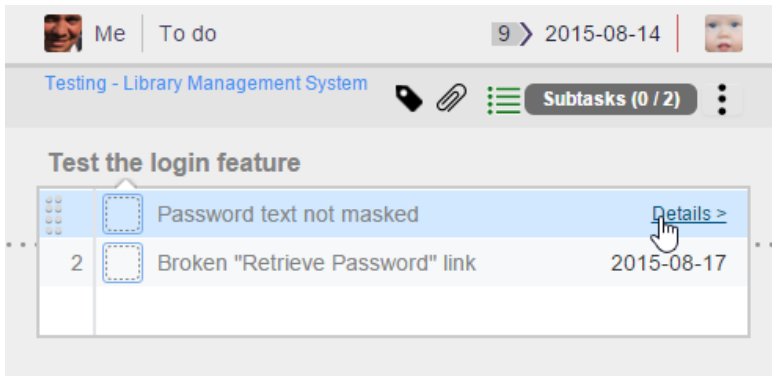 Me To do 9 2015-08-14
Testing - Library Management System Subtasks (0 / 2)
Test the login feature
Password text not masked Details >
2 Broken "Retrieve Password" link 2015-08-17